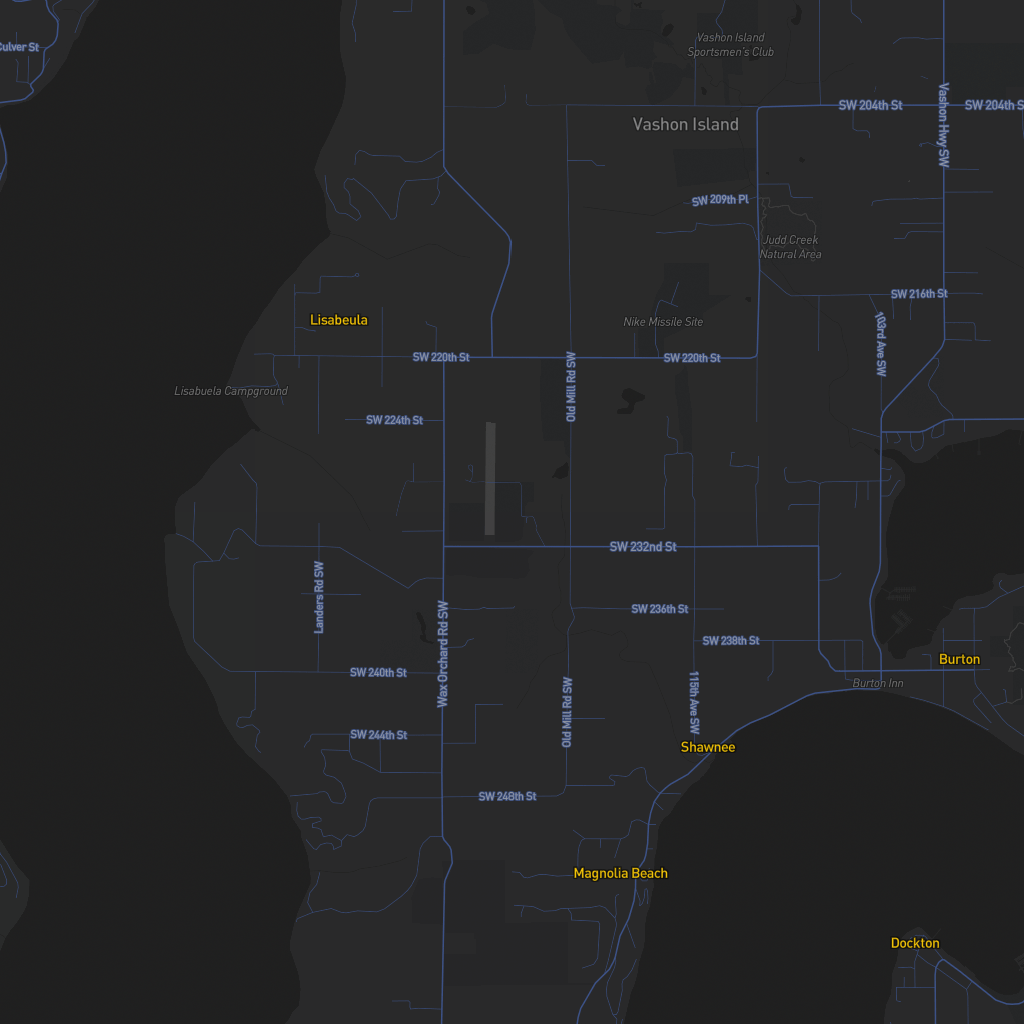 Culver St
Vashon Island
Sportsmen's Club
Vashon Hwy SW
SW 204th St
SW 204th S
Vashon Island
SW 209th Pl
Judd Creek
Natural Area
SW 216th St
Lisabeula
Nike Missile Site
103rd Ave SW
SW 220th St
SW 220th St
Old Mill Rd SW
Lisabuela Campground
SW 224th St
SW 232nd St
Landers Rd SW
SW 236th St
Wax Orchard Rd SW
SW 238th St
Burton
SW 240th St
115th Ave SW
Burton Inn
Old Mill Rd SW
SW 244th St
Shawnee
SW 248th St
Magnolia Beach
Dockton